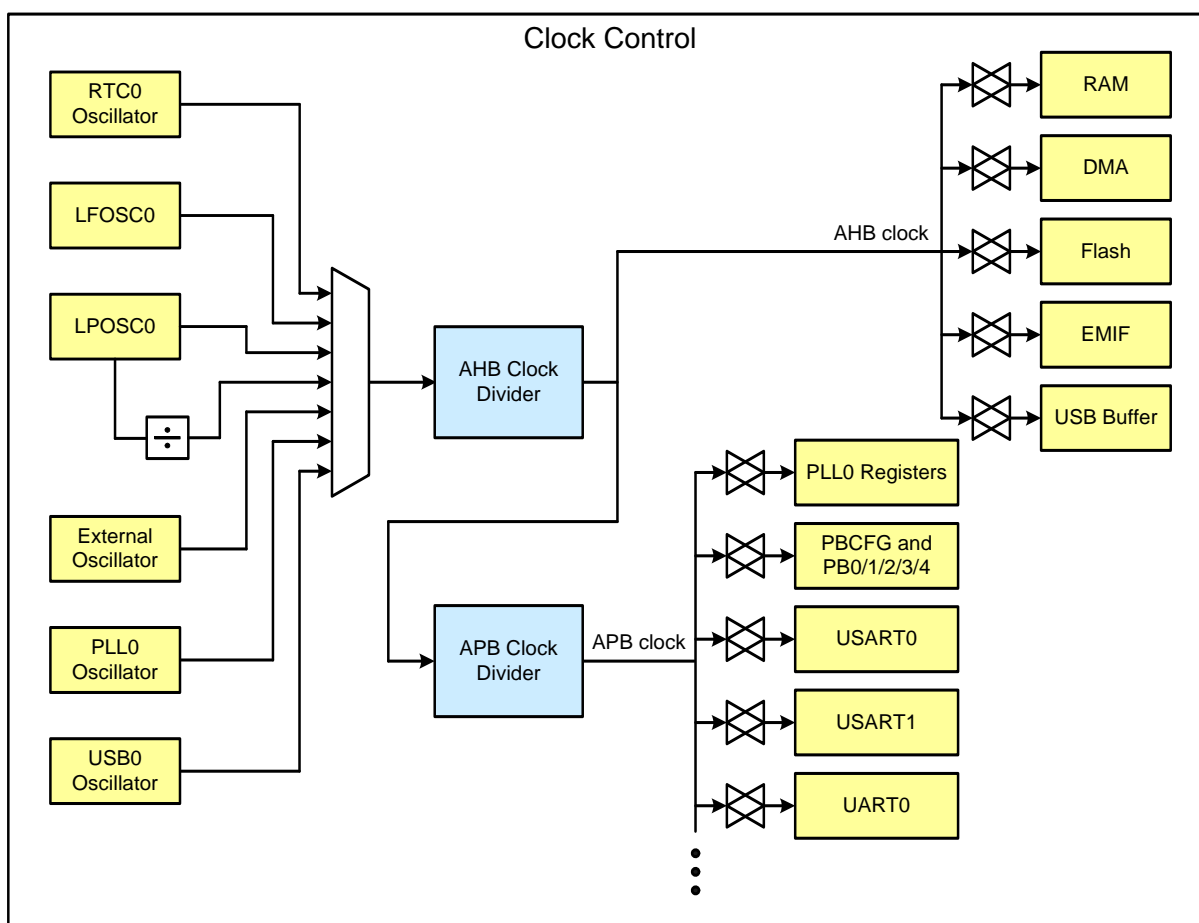 Clock Control
RTC0
Oscillator
LFOSC0
LPOSC0
÷
External
Oscillator
PLL0
Oscillator
USB0
Oscillator
AHB Clock
Divider
APB Clock
Divider
AHB clock
APB clock
RAM
DMA
Flash
EMIF
USB Buffer
PLL0 Registers
PBCFG and
PB0/1/2/3/4
USART0
USART1
UART0